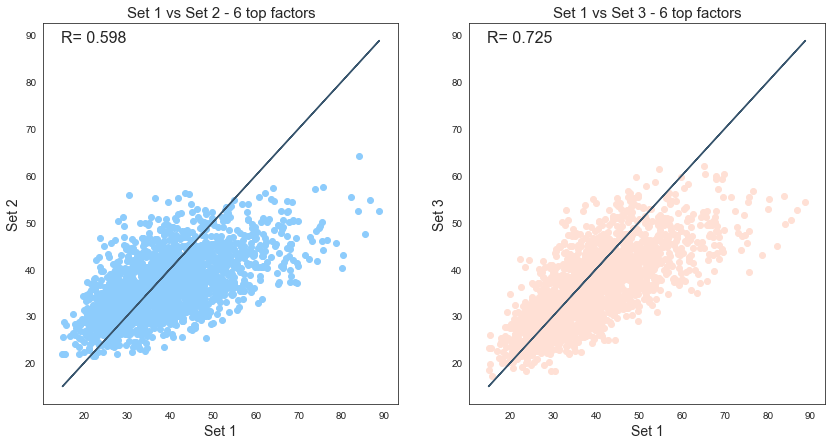 Set 1 vs Set 2 - 6 top factors
R= 0.598
90
80
70
60
50
40
30
20
Set 2
20 30 40 50 60 70 80 90
Set 1
Set 1 vs Set 3 - 6 top factors
R= 0.725
90
80
70
60
50
40
30
20
Set 3
20 30 40 50 60 70 80 90
Set 1